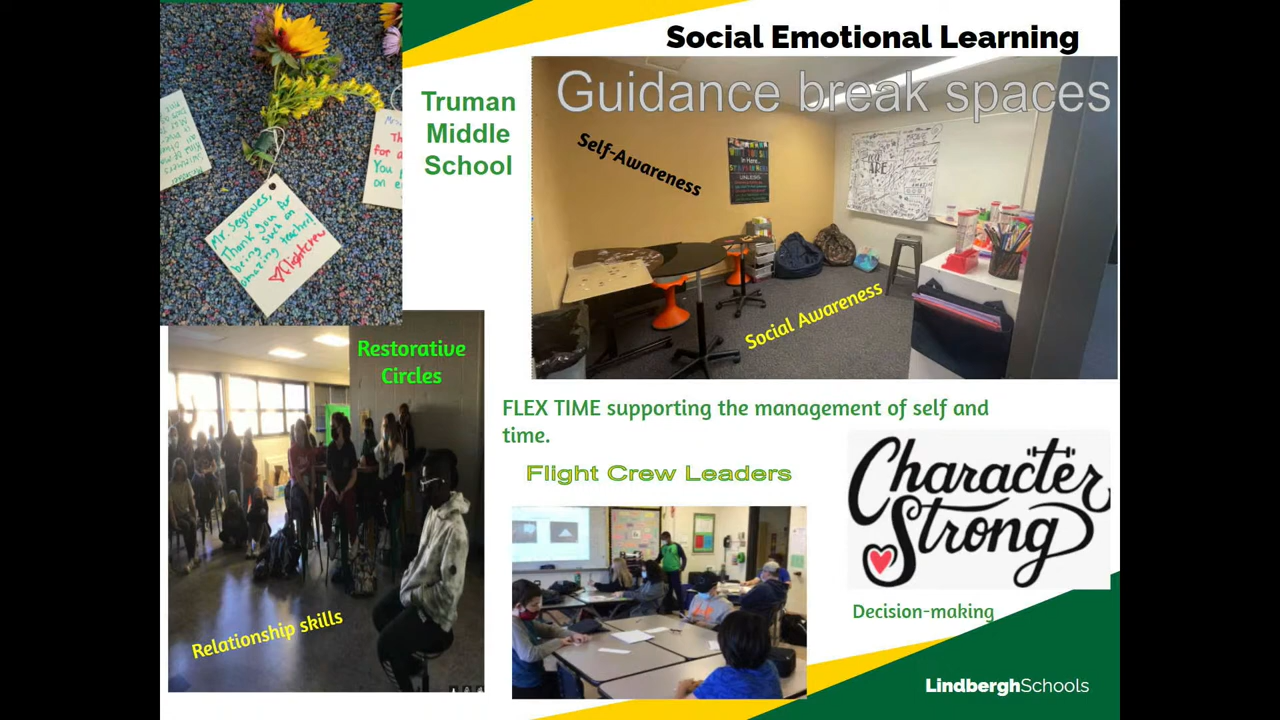 Social Emotional Learning
Truman
Middle
School
Guidance break spaces
Self-Awareness
Social Awareness
Mr. Segraves,
Thank you for
being such an
amazing teacher!
♡Flightcrew
Restorative
Circles
Relationship skills
FLEX TIME supporting the management of self and
time.
Flight Crew Leaders
Character
Strong
Decision-making
LindberghSchools